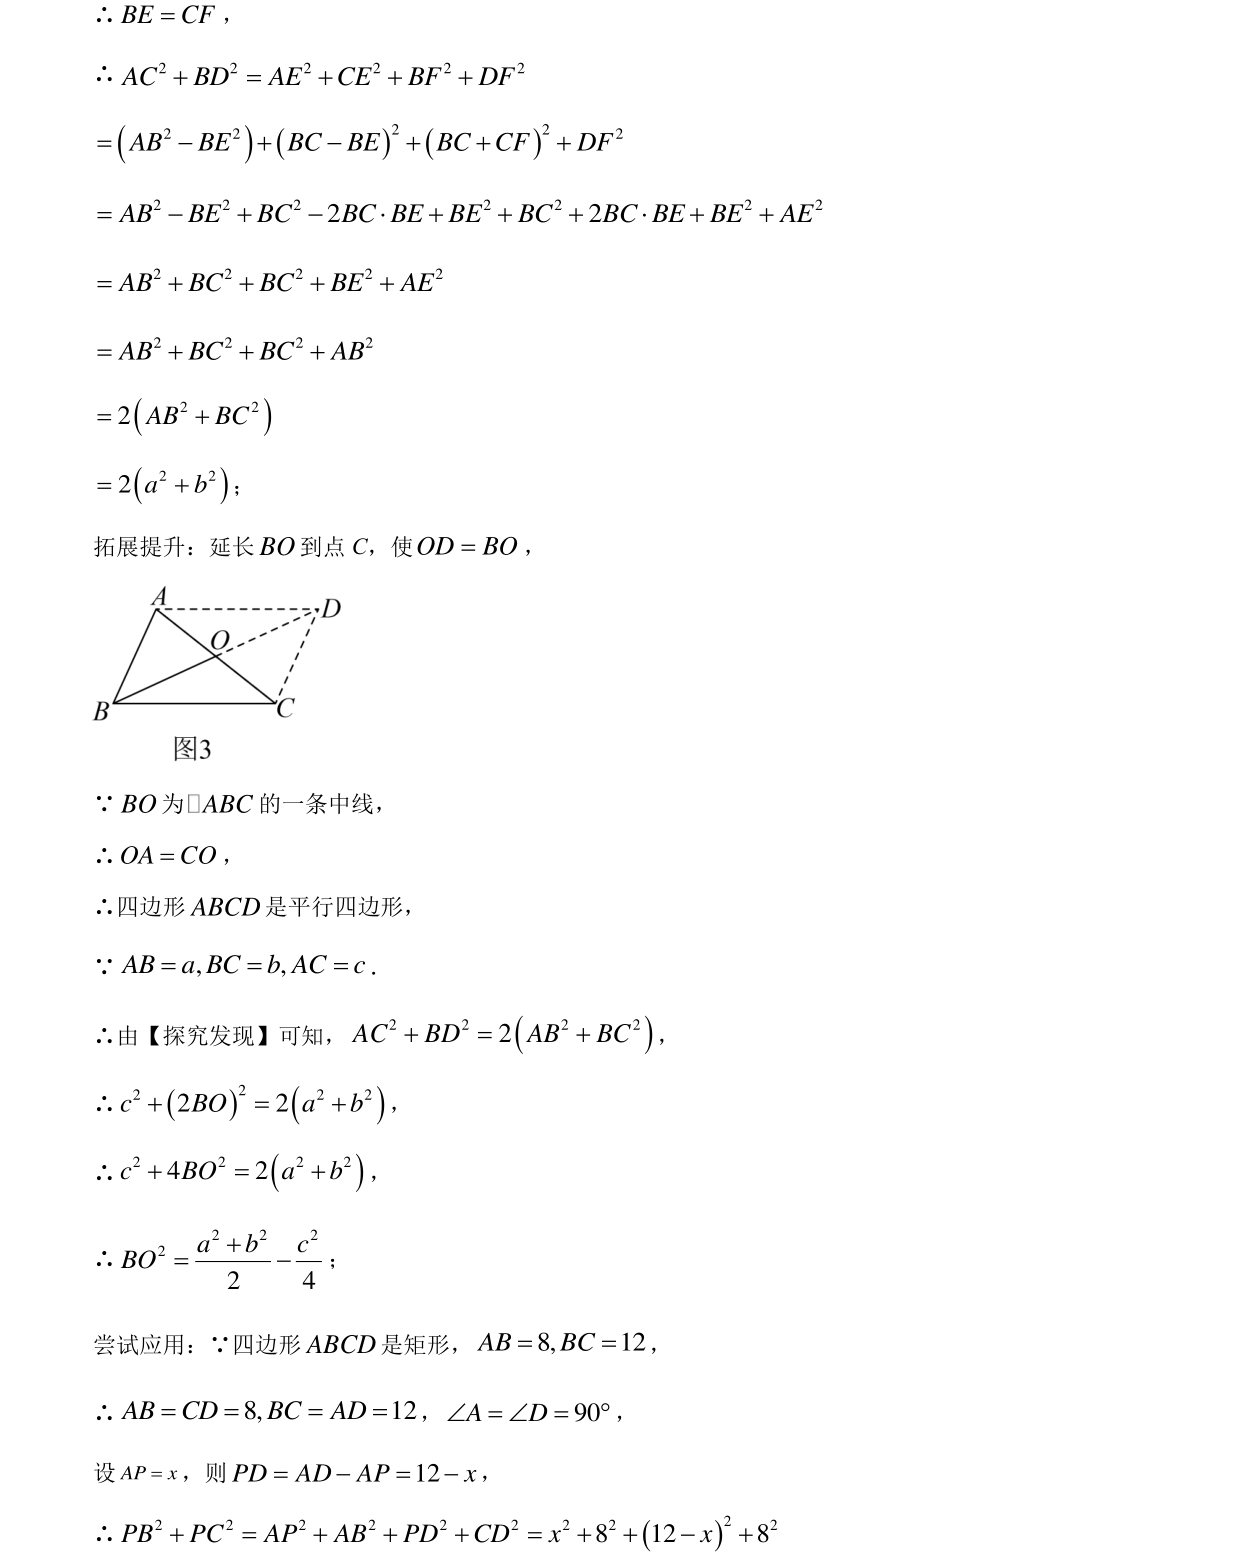 ∴ BE = CF，
∴ AC² + BD² = AE² + CE² + BF² + DF²
= (AB² − BE²) + (BC − BE)² + (BC + CF)² + DF²
= AB² − BE² + BC² − 2BC · BE + BE² + BC² + 2BC · BE + BE² + AE²
= AB² + BC² + BC² + BE² + AE²
= AB² + BC² + BC² + AB²
= 2(AB² + BC²)
= 2(a² + b²)；
拓展提升：延长 BO 到点 C，使 OD = BO，
A
D
O
B
C
图3
∵ BO 为□ABC 的一条中线，
∴ OA = CO，
∴四边形 ABCD 是平行四边形，
∵ AB = a, BC = b, AC = c．
∴由【探究发现】可知， AC² + BD² = 2(AB² + BC²)，
∴ c² + (2BO)² = 2(a² + b²)，
∴ c² + 4BO² = 2(a² + b²)，
∴ BO² = (a² + b²)/2 − c²/4；
尝试应用：∵四边形 ABCD 是矩形， AB = 8, BC = 12，
∴ AB = CD = 8, BC = AD = 12， ∠A = ∠D = 90°，
设 AP = x，则 PD = AD − AP = 12 − x，
∴ PB² + PC² = AP² + AB² + PD² + CD² = x² + 8² + (12 − x)² + 8²